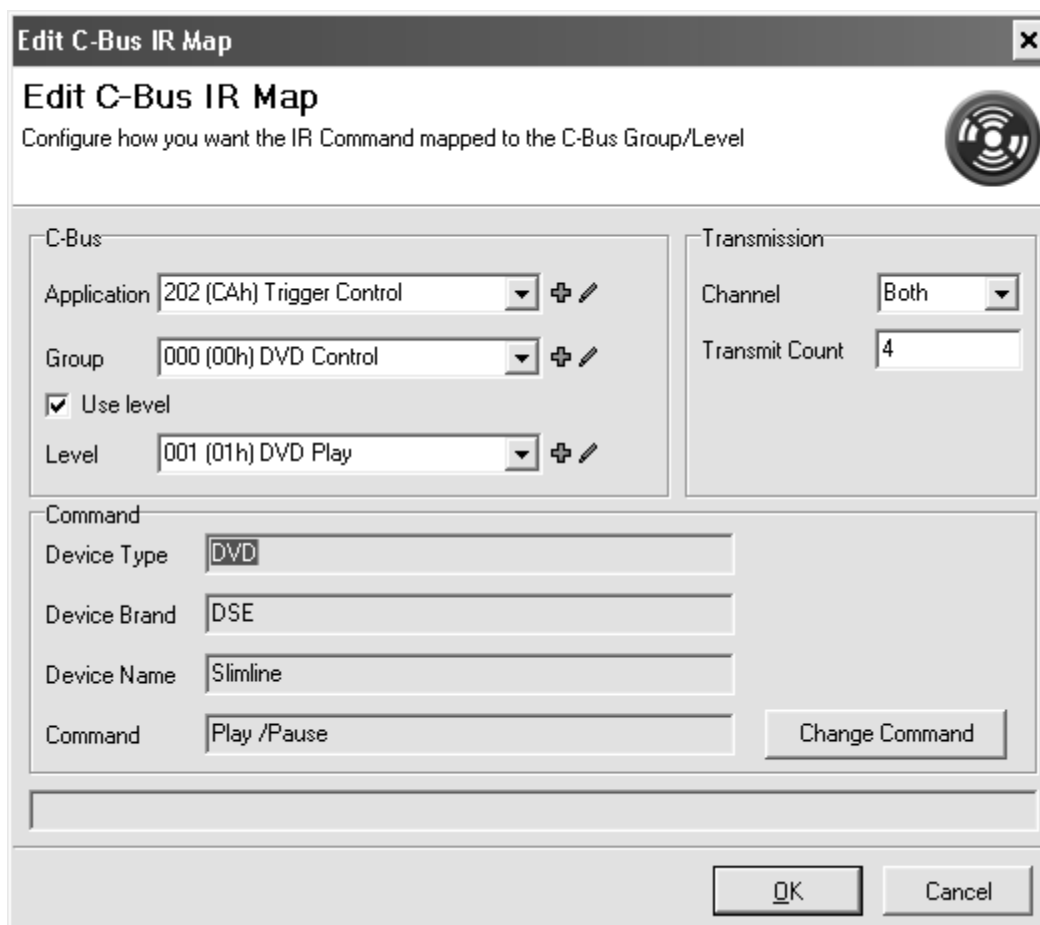 Edit C-Bus IR Map
Edit C-Bus IR Map
Configure how you want the IR Command mapped to the C-Bus Group/Level
C-Bus
Application 202 (CAh) Trigger Control
Group 000 (00h) DVD Control
Use level
Level 001 (01h) DVD Play
Transmission
Channel Both
Transmit Count 4
Command
Device Type DVD
Device Brand DSE
Device Name Slimline
Command Play /Pause Change Command
OK Cancel